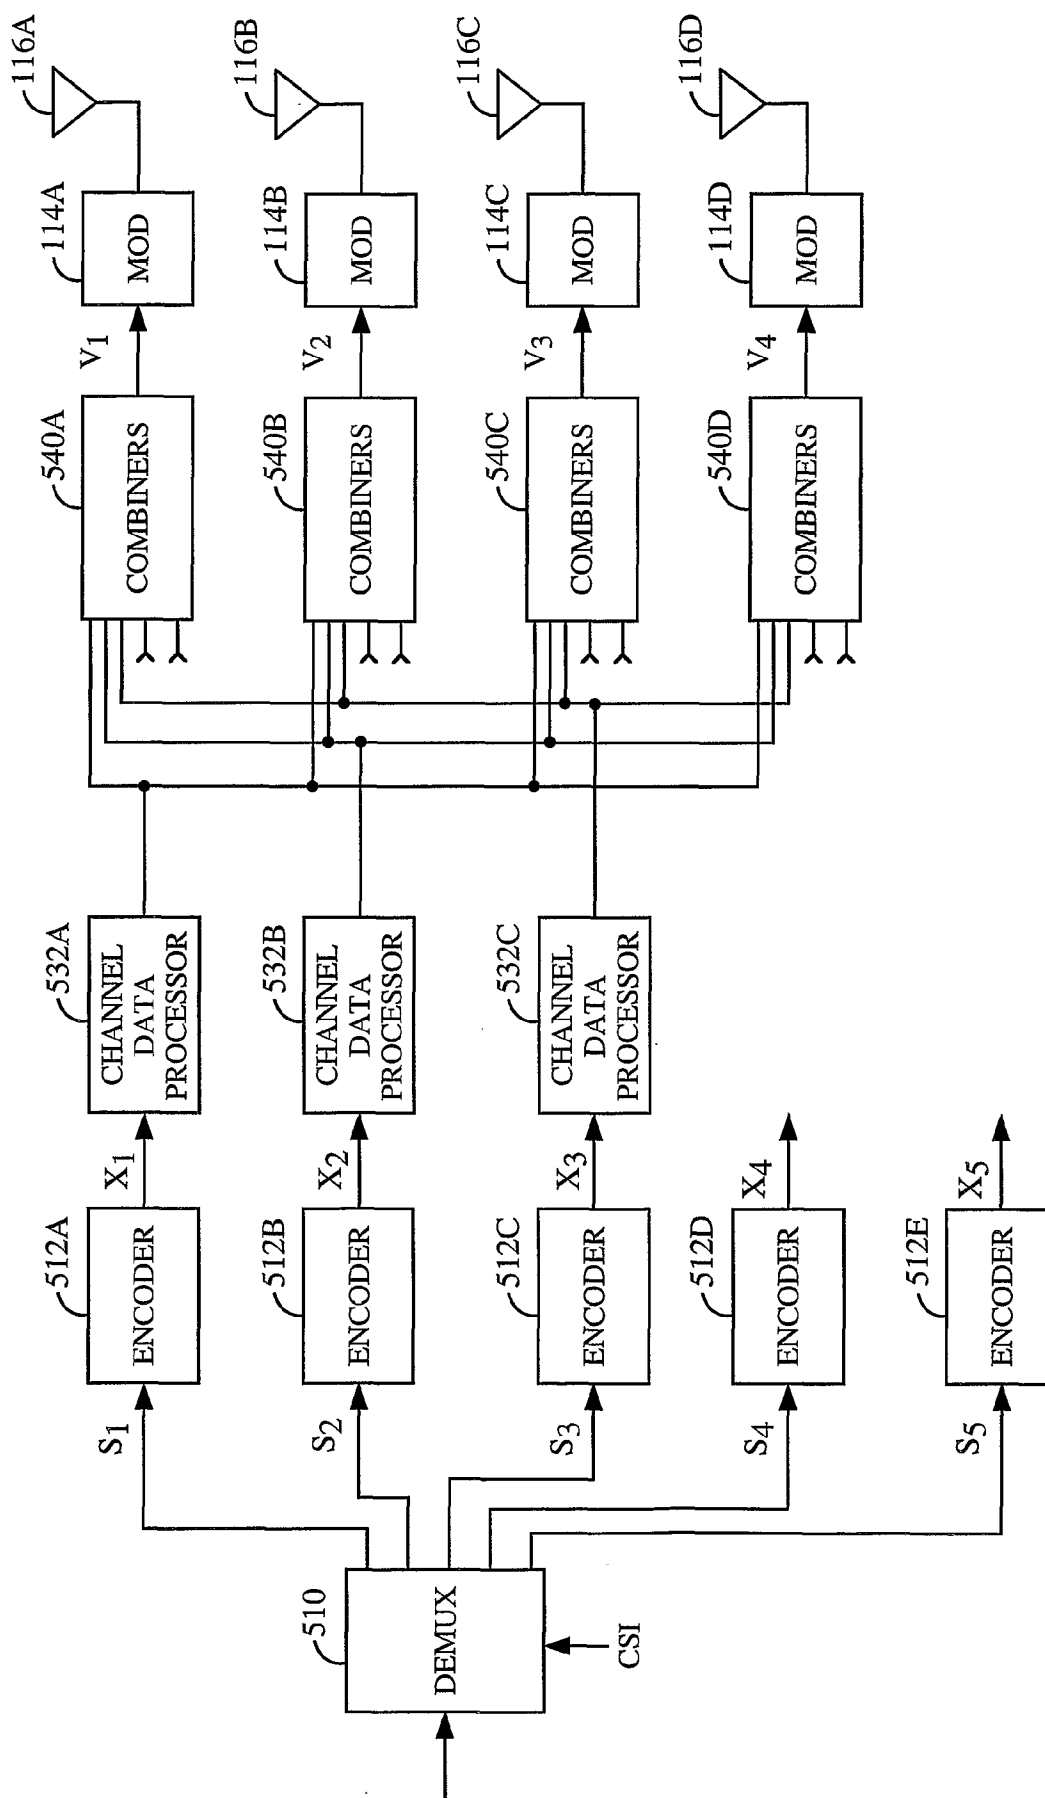 510
DEMUX
CSI
S1
S2
S3
S4
S5
512A
ENCODER
512B
ENCODER
512C
ENCODER
512D
ENCODER
512E
ENCODER
X1
X2
X3
X4
X5
532A
CHANNEL
DATA
PROCESSOR
532B
CHANNEL
DATA
PROCESSOR
532C
CHANNEL
DATA
PROCESSOR
540A
COMBINERS
540B
COMBINERS
540C
COMBINERS
540D
COMBINERS
V1
V2
V3
V4
114A
MOD
114B
MOD
114C
MOD
114D
MOD
116A
116B
116C
116D